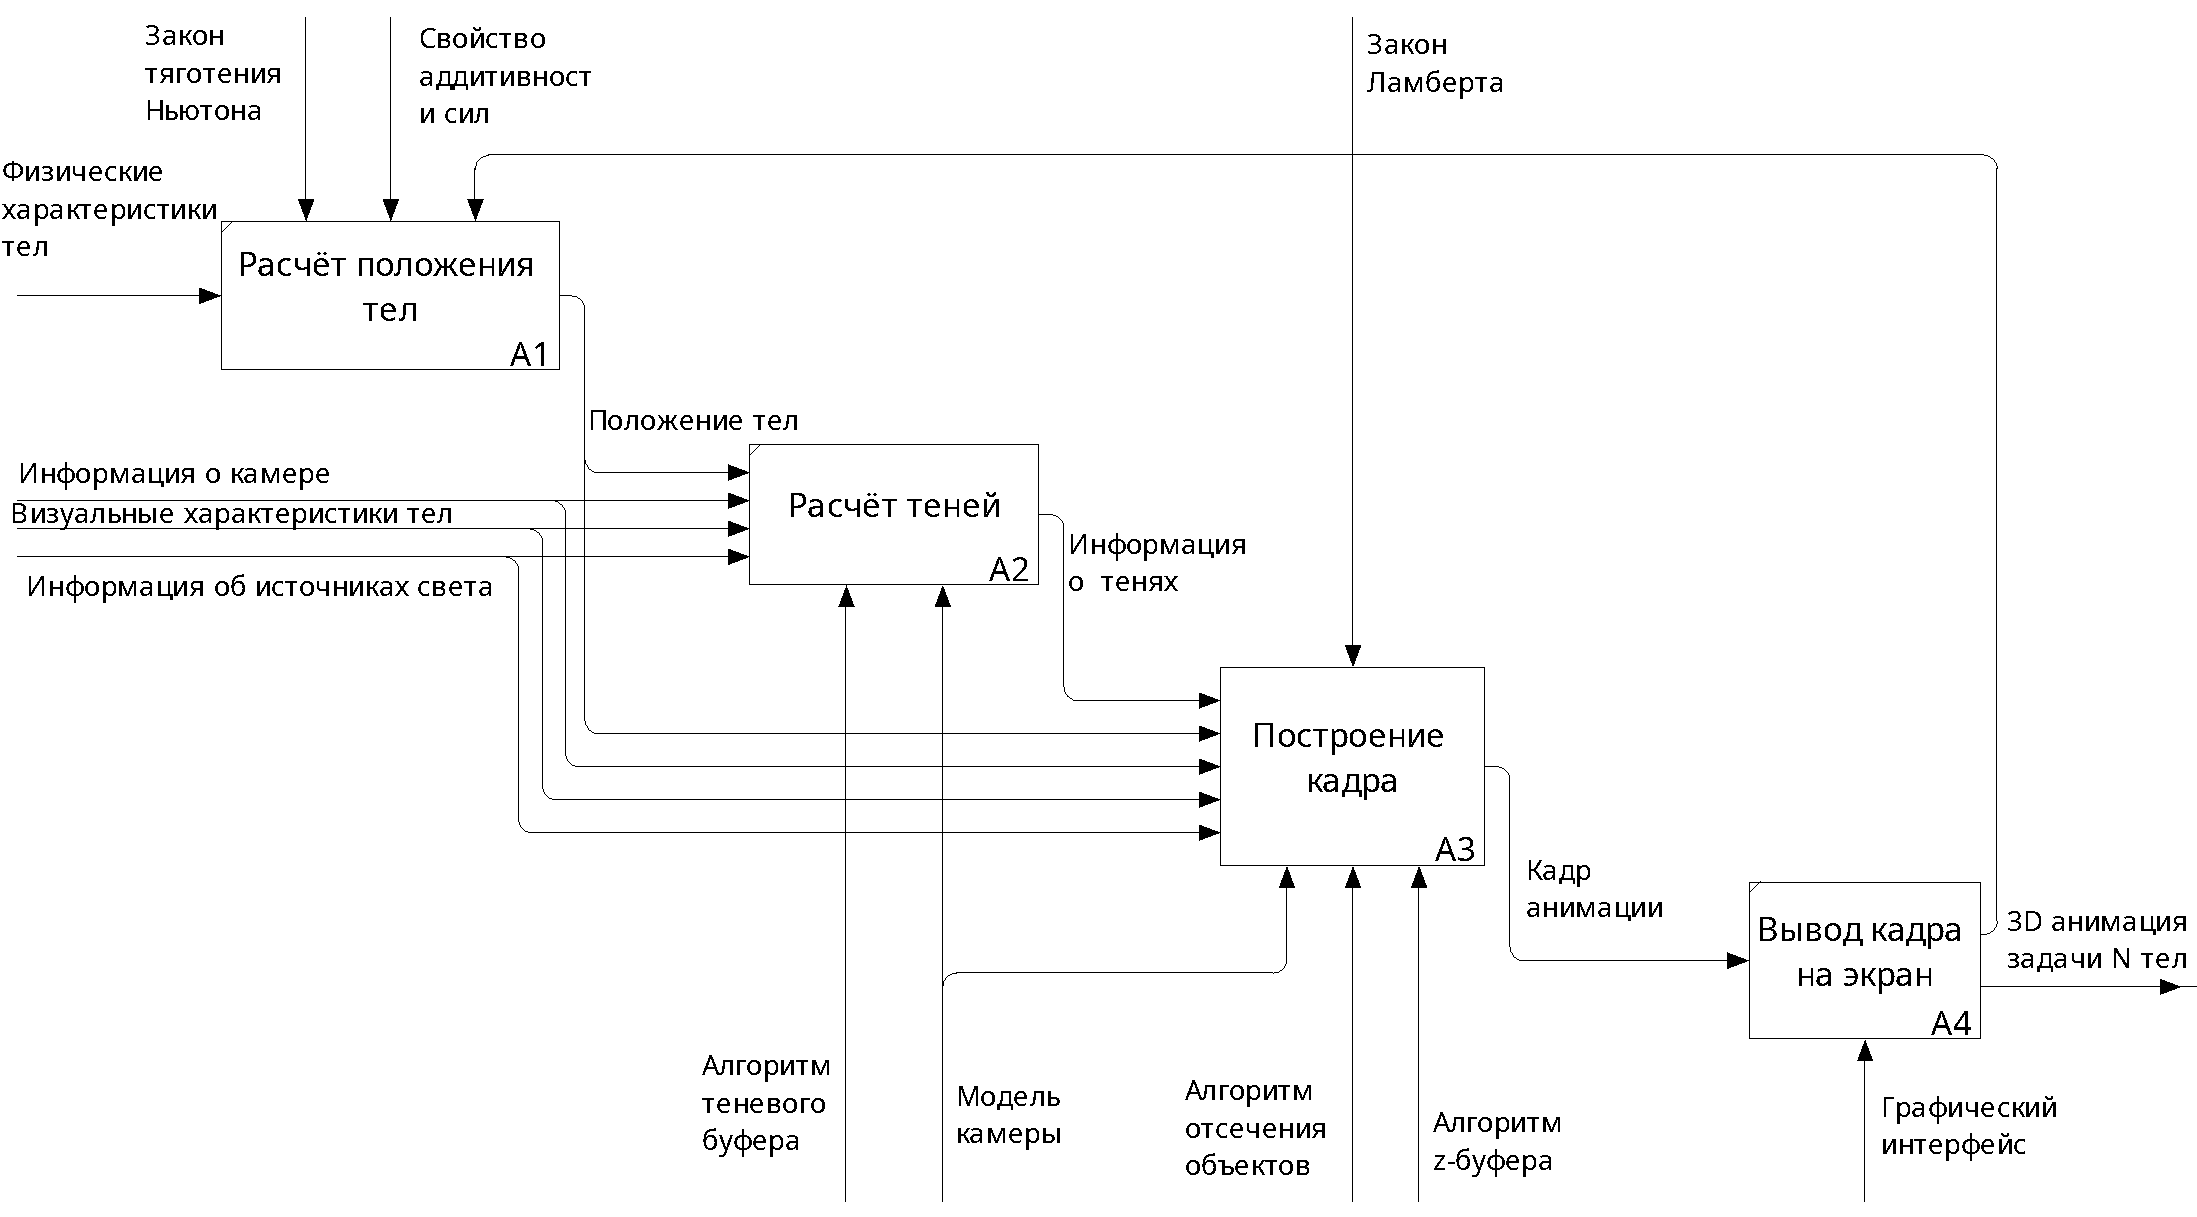 Закон
тяготения
Ньютона
Свойство
аддитивност
и сил
Закон
Ламберта
Физические
характеристики
тел
Расчёт положения
тел
A1
Положение тел
Информация о камере
Визуальные характеристики тел
Информация об источниках света
Расчёт теней
A2
Информация
о  тенях
Построение
кадра
A3
Кадр
анимации
Вывод кадра
на экран
A4
3D анимация
задачи N тел
Алгоритм
теневого
буфера
Модель
камеры
Алгоритм
отсечения
объектов
Алгоритм
z-буфера
Графический
интерфейс